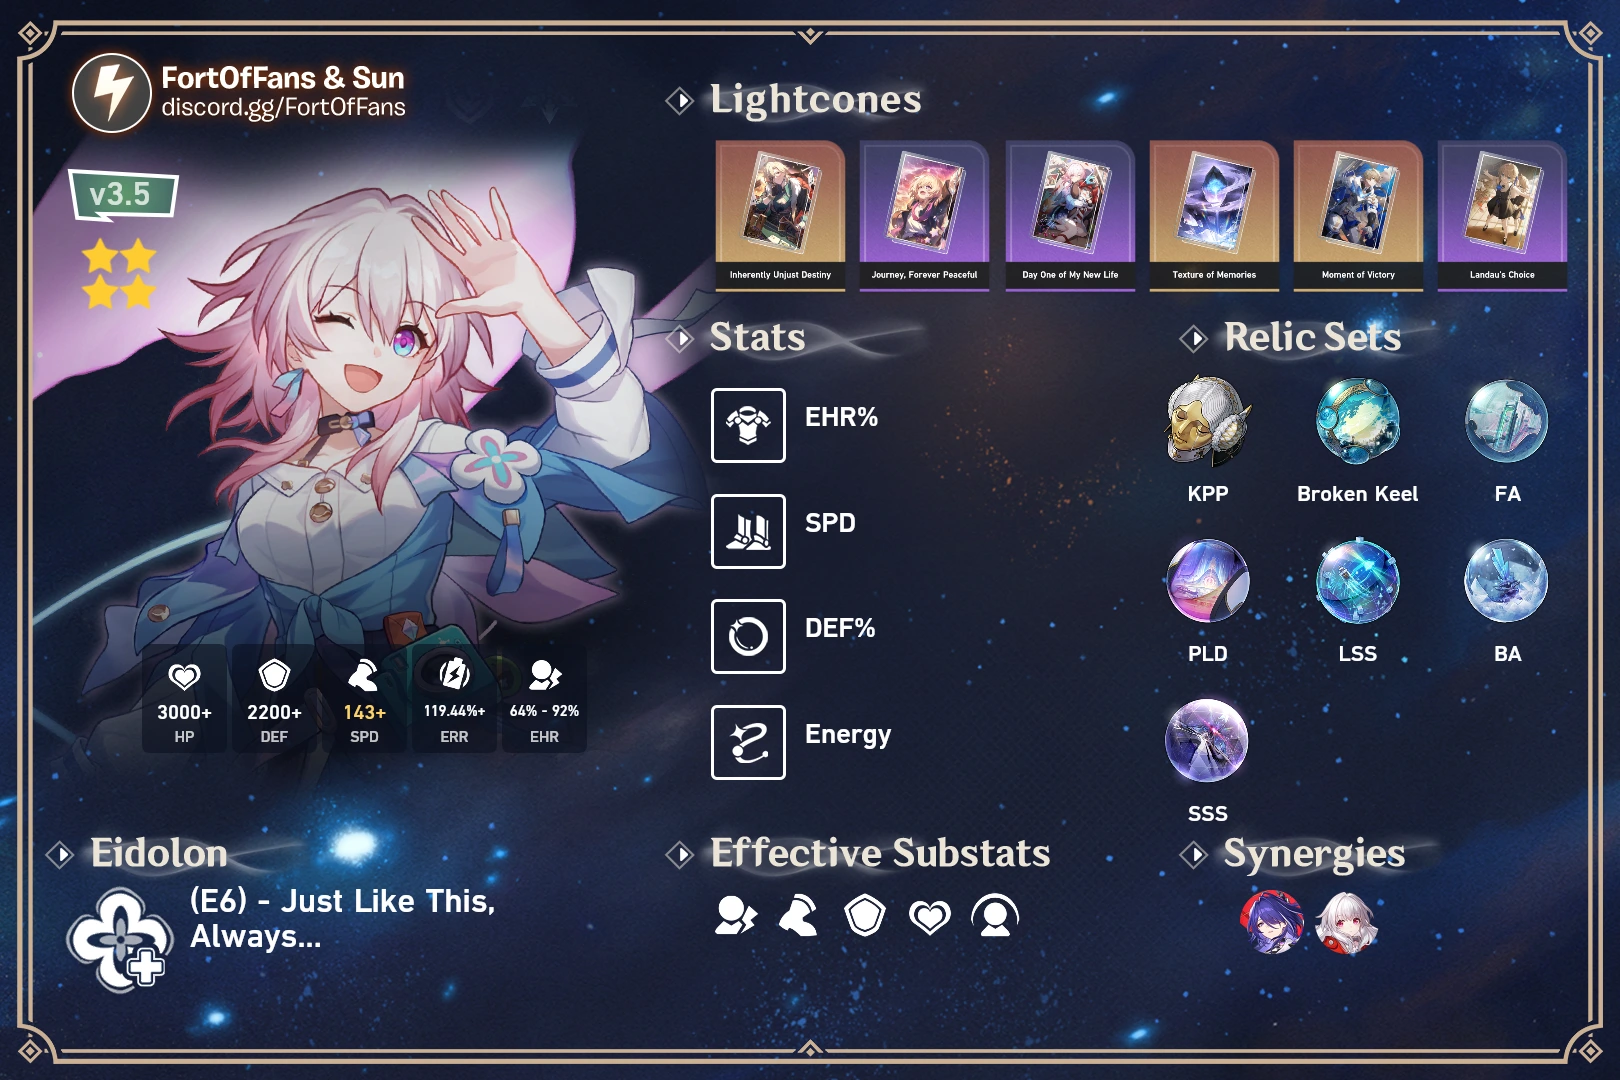 FortOfFans & Sun
discord.gg/FortOfFans
v3.5
3000+
HP
2200+
DEF
143+
SPD
119.44%+
ERR
64% - 92%
EHR
Eidolon
(E6) - Just Like This,
Always...
Lightcones
Inherently Unjust Destiny
Journey, Forever Peaceful
Day One of My New Life
Texture of Memories
Moment of Victory
Landau's Choice
Stats
EHR%
SPD
DEF%
Energy
Relic Sets
KPP
Broken Keel
FA
PLD
LSS
BA
SSS
Effective Substats
Synergies